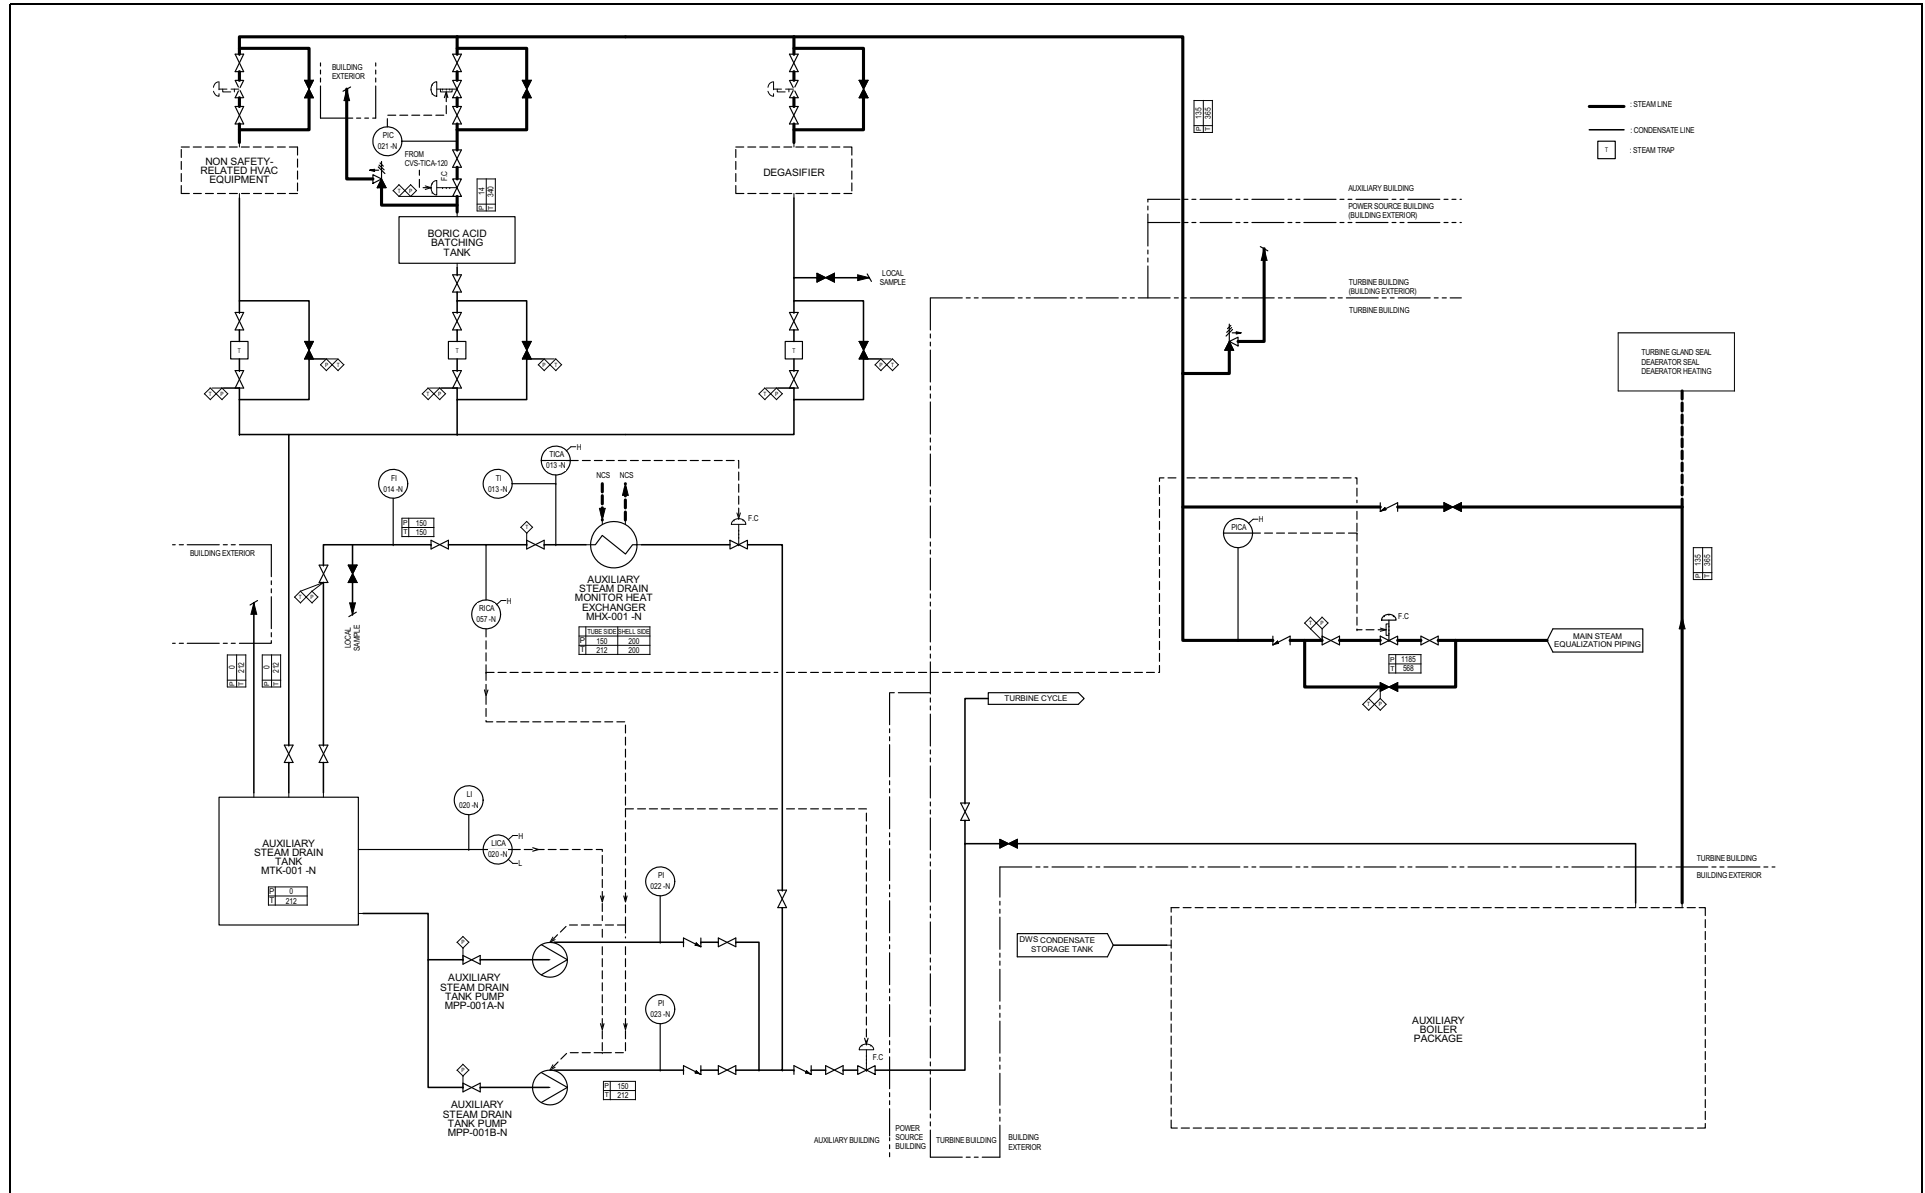 BUILDING
EXTERIOR
P 135
T 365
: STEAM LINE
: CONDENSATE LINE
T : STEAM TRAP
PIC
021 -N
FROM
CVS-TICA-120
F.C
T P
P 14
T 340
NON SAFETY-
RELATED HVAC
EQUIPMENT
DEGASIFIER
BORIC ACID
BATCHING
TANK
AUXILIARY BUILDING
POWER SOURCE BUILDING
(BUILDING EXTERIOR)
TURBINE BUILDING
(BUILDING EXTERIOR)
TURBINE BUILDING
LOCAL
SAMPLE
T
T
T
P T
P T
P T
T P
T P
T P
TURBINE GLAND SEAL
DEAERATOR SEAL
DEAERATOR HEATING
FI
014 -N
TI
013 -N
TICA
013 -N
H
NCS
NCS
F.C
P 150
T 150
T
BUILDING EXTERIOR
T P
LOCAL
SAMPLE
RICA
057 -N
H
AUXILIARY
STEAM DRAIN
MONITOR HEAT
EXCHANGER
MHX-001 -N
TUBE SIDE SHELL SIDE
P 150 200
T 212 200
PICA
H
P 135
T 365
T P
F.C
P 1185
T 568
T P
MAIN STEAM
EQUALIZATION PIPING
P 0
T 212
P 0
T 212
TURBINE CYCLE
LI
020 -N
LICA
020 -N
H
L
AUXILIARY
STEAM DRAIN
TANK
MTK-001 -N
P 0
T 212
PI
022 -N
P
AUXILIARY
STEAM DRAIN
TANK PUMP
MPP-001A-N
PI
023 -N
P
AUXILIARY
STEAM DRAIN
TANK PUMP
MPP-001B-N
P 150
T 212
F.C
TURBINE BUILDING
BUILDING EXTERIOR
DWS CONDENSATE
STORAGE TANK
AUXILIARY
BOILER
PACKAGE
AUXILIARY BUILDING
POWER
SOURCE
BUILDING
TURBINE BUILDING
BUILDING
EXTERIOR